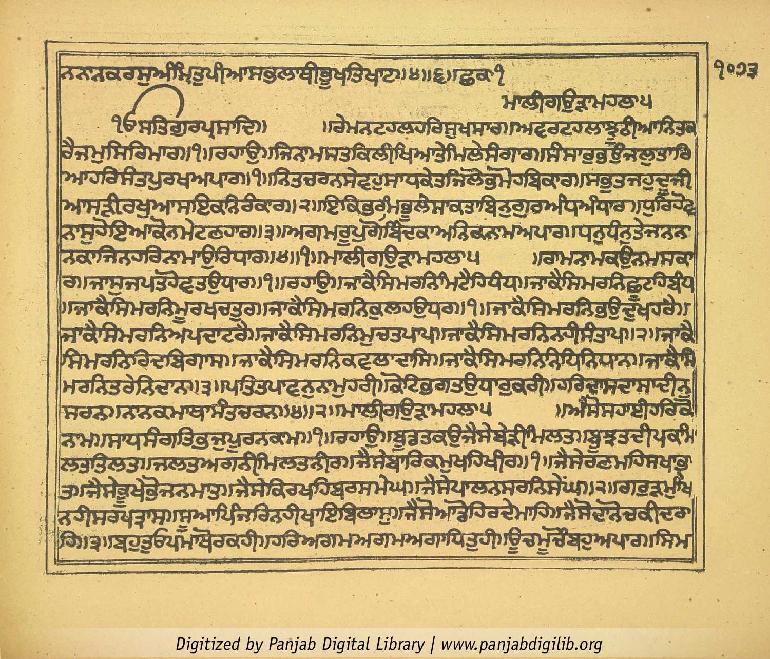 ਨਨਾਨਕਰਸੁਅੰਮ੍ਰਿਤੁਪੀਆਸਭੁਲਾਥੀਭੂਖਤਿਖਾਟ॥੪॥੬॥ਛਕਾ੧
੧੦੭੩
ਮਾਲੀਗਉੜਾਮਹਲਾ੫
੧ਓਸਤਿਗੁਰਪ੍ਰਸਾਦਿ॥ ॥ਰੇਮਨਟਹਲਹਰਿਸੁਖਸਾਰ॥ਅਵਰਟਹਲਾਝੂਠੀਆਨਿਤਕ
ਰੈਜਮੁਸਿਰਿਮਾਰ॥੧॥ਰਹਾਉ॥ਜਿਨਾਮਸਤਕਿਲੀਖਿਆਤੇਮਿਲੇਸੰਗਾਰ॥ਸੰਸਾਰੁਭਉਜਲੁਤਾਰਿ
ਆਹਰਿਸੰਤਪੁਰਖਅਪਾਰ॥੧॥ਨਿਤਚਰਨਸੇਵਹੁਸਾਧਕੇਤਜਿਲੋਭਮੋਹਬਿਕਾਰ॥ਸਭਤਜਹੁਦੂਜੀ
ਆਸੜੀਰਖੁਆਸਇਕਨਿਰੰਕਾਰ॥੨॥ਇਕਿਭਰਮਿਭੂਲੇਸਾਕਤਾਬਿਨੁਗੁਰਅੰਧਅੰਧਾਰ॥ਧੁਰਿਹੋਵ
ਨਾਸੁਹੋਇਆਕੋਨਮੇਟਣਹਾਰ॥੩॥ਅਗਮਰੂਪੁਗੋਬਿੰਦਕਾਅਨਿਕਨਾਮਅਪਾਰ॥ਧਨੁਧੰਨੁਤੇਜਨਨ
ਨਕਾਜਿਨਹਰਿਨਾਮਾਉਰਿਧਾਰ॥੪॥੧॥ਮਾਲੀਗਉੜਾਮਹਲਾ੫ ॥ਰਾਮਨਾਮਕਉਨਮਸਕਾ
ਰ॥ਜਾਸੁਜਪਤਹੋਵਤਉਧਾਰ॥੧॥ਰਹਾਉ॥ਜਾਕੈਸਿਮਰਨਿਮਿਟਹਿਧੰਧ॥ਜਾਕੈਸਿਮਰਨਿਛੂਟਹਿਬੰਧ
॥ਜਾਕੈਸਿਮਰਨਿਮੂਰਖਚਤੁਰ॥ਜਾਕੈਸਿਮਰਨਿਕੁਲਹਉਧਰ॥੧॥ਜਾਕੈਸਿਮਰਨਿਭਉਦੁਖਹਰੈ॥
ਜਾਕੈਸਿਮਰਨਿਅਪਦਾਟਰੈ॥ਜਾਕੈਸਿਮਰਨਿਮੁਚਤਪਾਪ॥ਜਾਕੈਸਿਮਰਨਿਨਹੀਸੰਤਾਪ॥੨॥ਜਾਕੈ
ਸਿਮਰਨਿਰਿਦਬਿਗਾਸ॥ਜਾਕੈਸਿਮਰਨਿਕਵਲਾਦਾਸਿ॥ਜਾਕੈਸਿਮਰਨਿਨਿਧਿਨਿਧਾਨ॥ਜਾਕੈਸਿ
ਮਰਨਿਤਰੇਨਿਦਾਨ॥੩॥ਪਤਿਤਪਾਵਨੁਨਾਮੁਹਰੀ॥ਕੋਟਿਭਗਤਉਧਾਰੁਕਰੀ॥ਹਰਿਦਾਸਦਾਸਾਦੀਨੁ
ਸਰਨ॥ਨਾਨਕਮਾਥਾਸੰਤਚਰਨ॥੪॥੨॥ਮਾਲੀਗਉੜਾਮਹਲਾ੫ ॥ਐਸੋਸਹਾਈਹਰਿਕੋ
ਨਾਮ॥ਸਾਧਸੰਗਤਿਭਜੁਪੂਰਨਕਾਮ॥੧॥ਰਹਾਉ॥ਬੂਡਤਕਉਜੈਸੇਬੇੜੀਮਿਲਤ॥ਬੂਝਤਦੀਪਕਮਿ
ਲਤਤਿਲਤ॥ਜਲਤਅਗਨੀਮਿਲਤਨੀਰ॥ਜੈਸੇਬਾਰਿਕਮੁਖਹਿਖੀਰ॥੧॥ਜੈਸੇਰਣਮਹਿਸਖਾਭ੍ਰਾ
ਤ॥ਜੈਸੇਭੂਖੇਭੋਜਨਮਾਤ॥ਜੈਸੇਕਿਰਖਹਿਬਰਸਮੇਘ॥ਜੈਸੇਪਾਲਨਸਰਨਿਸੇਂਘ॥੨॥ਗਰੁੜਮੁਖਿ
ਨਹੀਸਰਪਤ੍ਰਾਸ॥ਸੂਆਪਿੰਜਰਿਨਹੀਖਾਇਬਿਲਾਸੁ॥ਜੈਸੋਆਂਡੋਹਿਰਦੇਮਾਹਿ॥ਜੈਸੋਦਾਨੋਚਕੀਦਰਾ
ਹਿ॥੩॥ਬਹੁਤੁਓਪਮਾਥੋਰਕਹੀ॥ਹਰਿਅਗਮਅਗਮਅਗਾਧਿਤੁਹੀ॥ਊਚਮੂਚੌਬਹੁਅਪਾਰ॥ਸਿਮ
Digitized by Panjab Digital Library | www.panjabdigilib.org